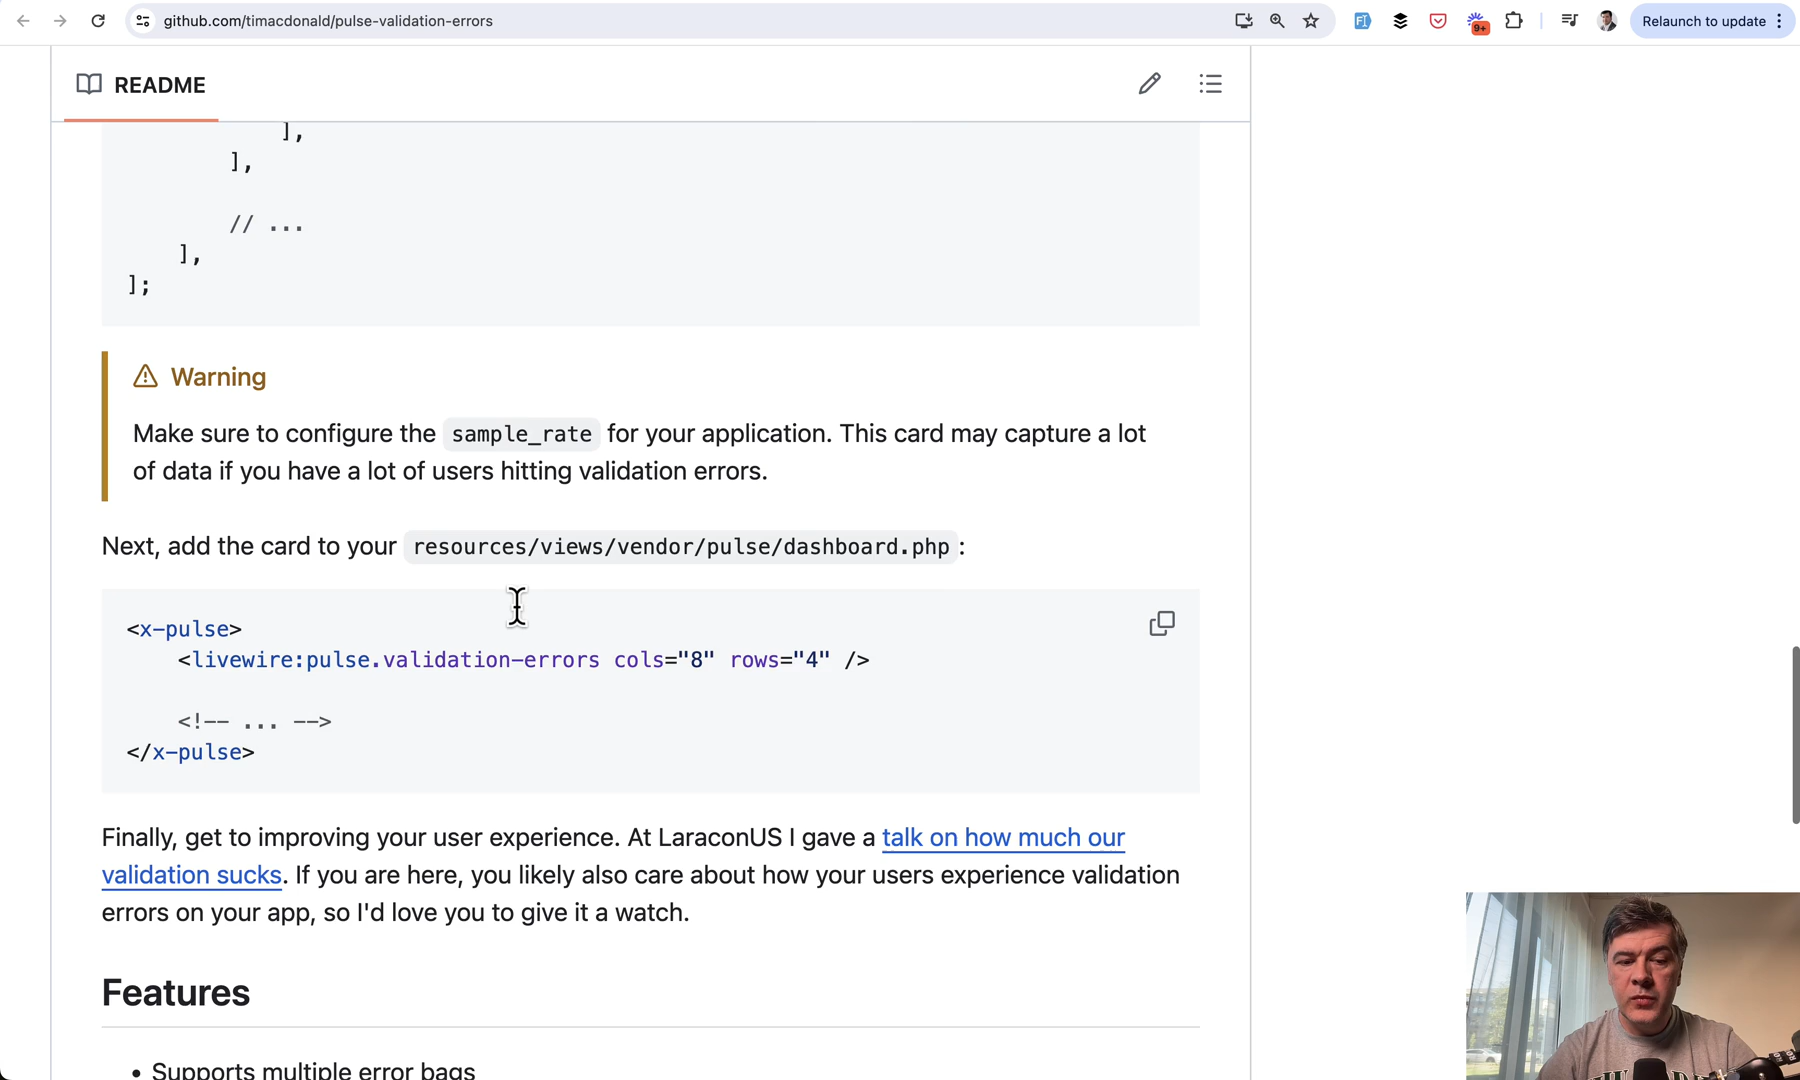 github.com/timacdonald/pulse-validation-errors
9+
Relaunch to update
README
],
],
// ...
],
];
Warning
Make sure to configure the sample_rate for your application. This card may capture a lot
of data if you have a lot of users hitting validation errors.
Next, add the card to your resources/views/vendor/pulse/dashboard.php:
<x-pulse>
<livewire:pulse.validation-errors cols="8" rows="4" />
<!-- ... -->
</x-pulse>
Finally, get to improving your user experience. At LaraconUS I gave a talk on how much our
validation sucks. If you are here, you likely also care about how your users experience validation
errors on your app, so I'd love you to give it a watch.
Features
• Supports multiple error bags